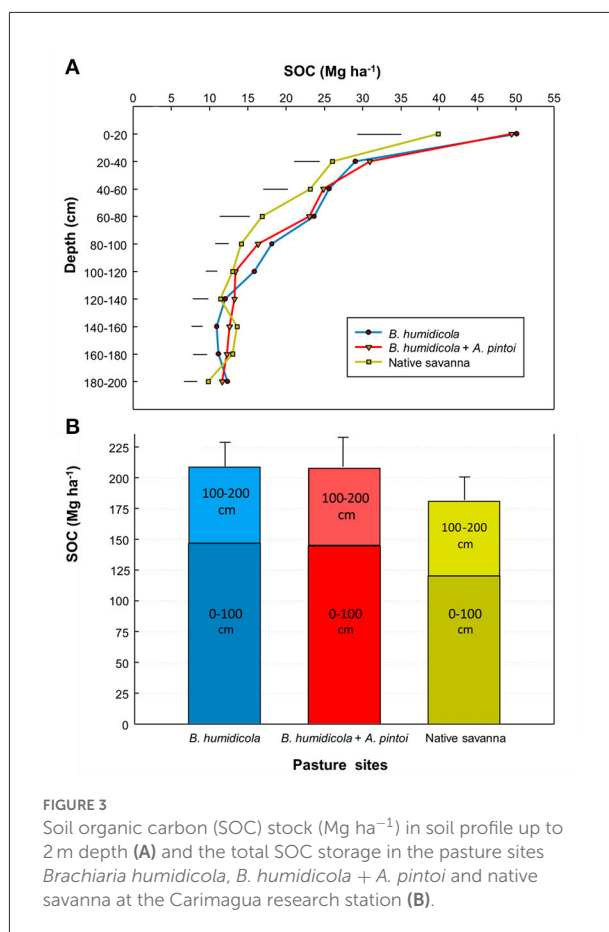 A
SOC (Mg ha⁻¹)
0 5 10 15 20 25 30 35 40 45 50 55
Depth (cm)
0-20
20-40
40-60
60-80
80-100
100-120
120-140
140-160
160-180
180-200
B. humidicola
B. humidicola + A. pintoi
Native savanna
B
SOC (Mg ha⁻¹)
225
200
175
150
125
100
75
50
25
0
100-200
cm
0-100
cm
100-200
cm
0-100
cm
100-200
cm
0-100
cm
B. humidicola B. humidicola + A. pintoi Native savanna
Pasture sites
FIGURE 3
Soil organic carbon (SOC) stock (Mg ha⁻¹) in soil profile up to
2 m depth (A) and the total SOC storage in the pasture sites
Brachiaria humidicola, B. humidicola + A. pintoi and native
savanna at the Carimagua research station (B).